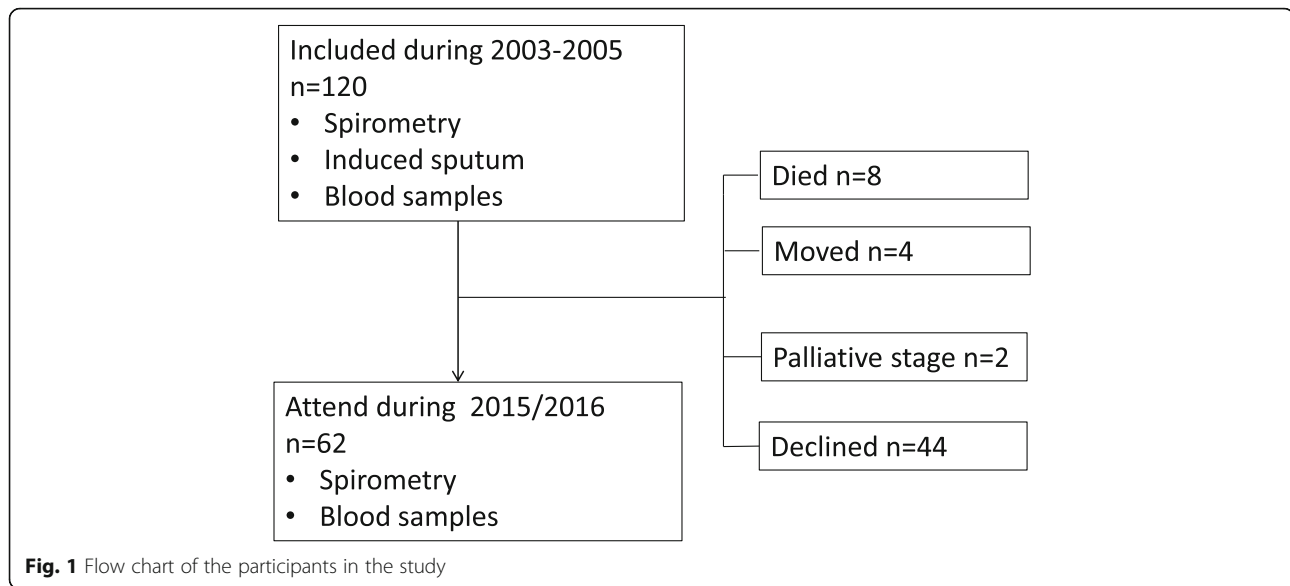 Included during 2003-2005
n=120
• Spirometry
• Induced sputum
• Blood samples
Died n=8
Moved n=4
Palliative stage n=2
Declined n=44
Attend during 2015/2016
n=62
• Spirometry
• Blood samples
Fig. 1 Flow chart of the participants in the study